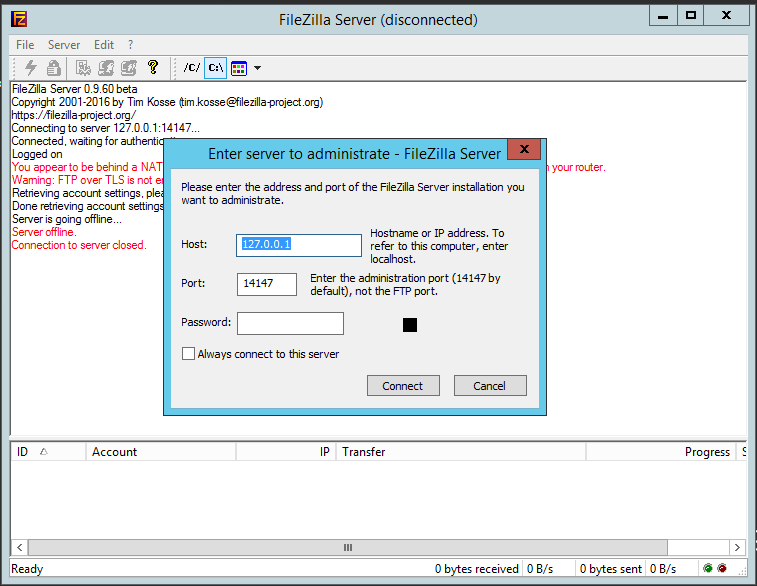 FileZilla Server (disconnected)
File Server Edit ?
/C/ C:\
FileZilla Server 0.9.60 beta
Copyright 2001-2016 by Tim Kosse (tim.kosse@filezilla-project.org)
https://filezilla-project.org/
Connecting to server 127.0.0.1:14147...
Connected, waiting for
Logged on
You appear to be behind a NAT
n your router.
Warning: FTP over TLS is not
Retrieving account settings,
Done retrieving account settings
Server is going offline...
Server offline.
Connection to server closed.
Enter server to administrate - FileZilla Server
Please enter the address and port of the FileZilla Server installation you
want to administrate.
Host: 127.0.0.1 Hostname or IP address. To
refer to this computer, enter
localhost.
Port: 14147 Enter the administration port (14147 by
default), not the FTP port.
Password:
Always connect to this server
Connect Cancel
ID Account IP Transfer Progress S
Ready 0 bytes received 0 B/s 0 bytes sent 0 B/s